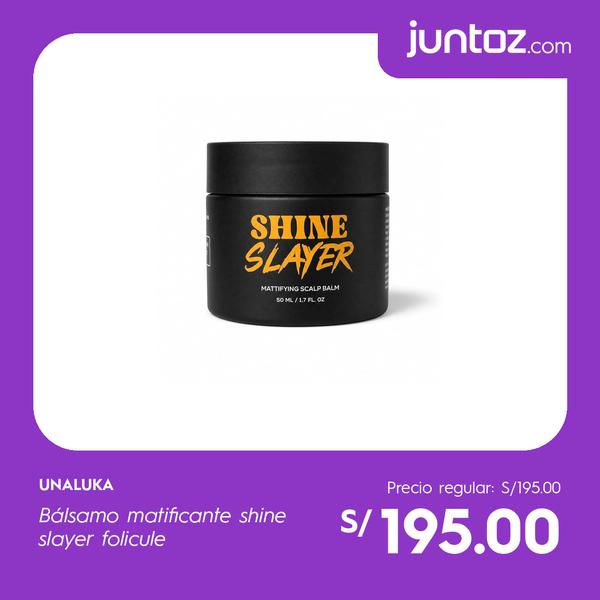 juntoz.com
SHINE
SLAYER
MATTIFYING SCALP BALM
50 ML / 1.7 FL. OZ
UNALUKA
Bálsamo matificante shine
slayer folicule
Precio regular: S/195.00
S/195.00